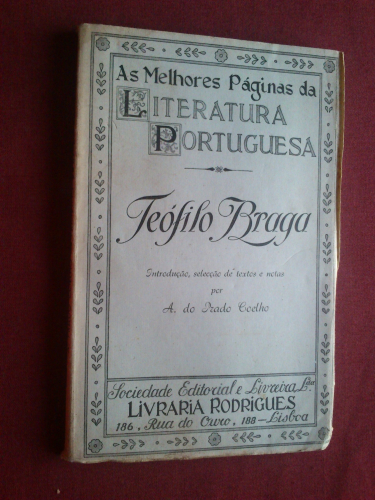 As Melhores Páginas da
LITERATURA
PORTUGUESA
Teófilo Braga
Introdução, selecção de textos e notas
por
A. do Prado Coelho
Sociedade Editorial e Livreira, Lda
LIVRARIA RODRIGUES
186, Rua do Ouro, 188-Lisboa